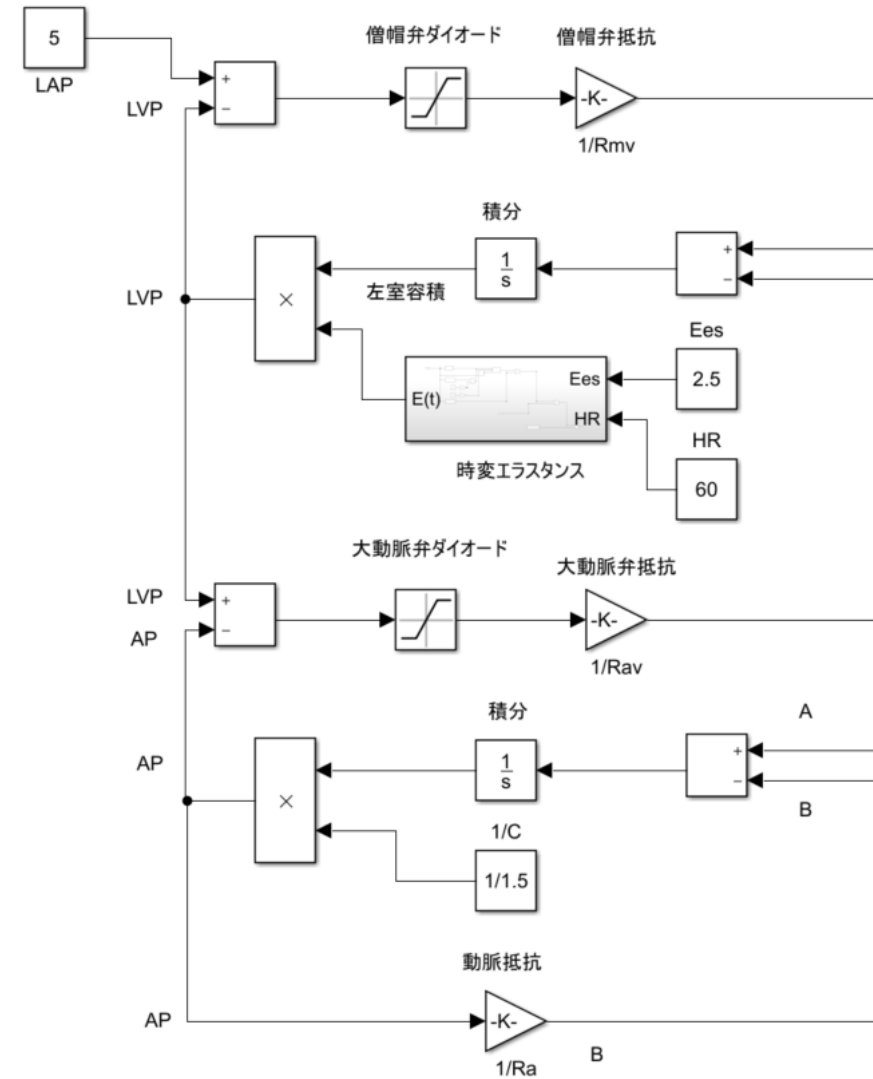 僧帽弁ダイオード
僧帽弁抵抗
5
+
−
-K-
LAP
LVP
1/Rmv
積分
1
s
+
−
左室容積
LVP
×
Ees
2.5
E(t)
Ees
HR
HR
60
時変エラスタンス
大動脈弁ダイオード
大動脈弁抵抗
LVP
+
−
-K-
AP
1/Rav
積分
A
AP
1
s
+
−
×
B
1/C
1/1.5
動脈抵抗
AP
-K-
B
1/Ra